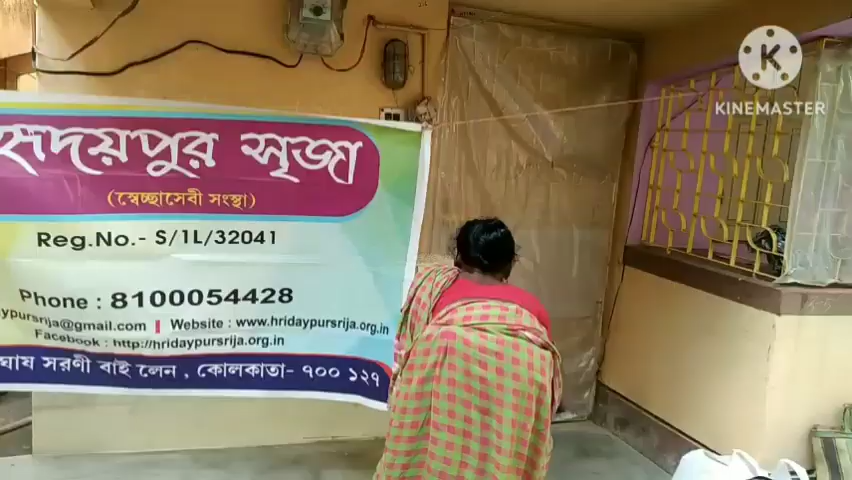 হৃদয়পুর সৃজা
(স্বেচ্ছাসেবী সংস্থা)
Reg.No.- S/1L/32041
Phone : 8100054428
ypursrija@gmail.com | Website : www.hridaypursrija.org.in
Facebook : http://hridaypursrija.org.in
ঘোষ সরণী বাই লেন , কোলকাতা- ৭০০ ১২৭
K
KINEMASTER